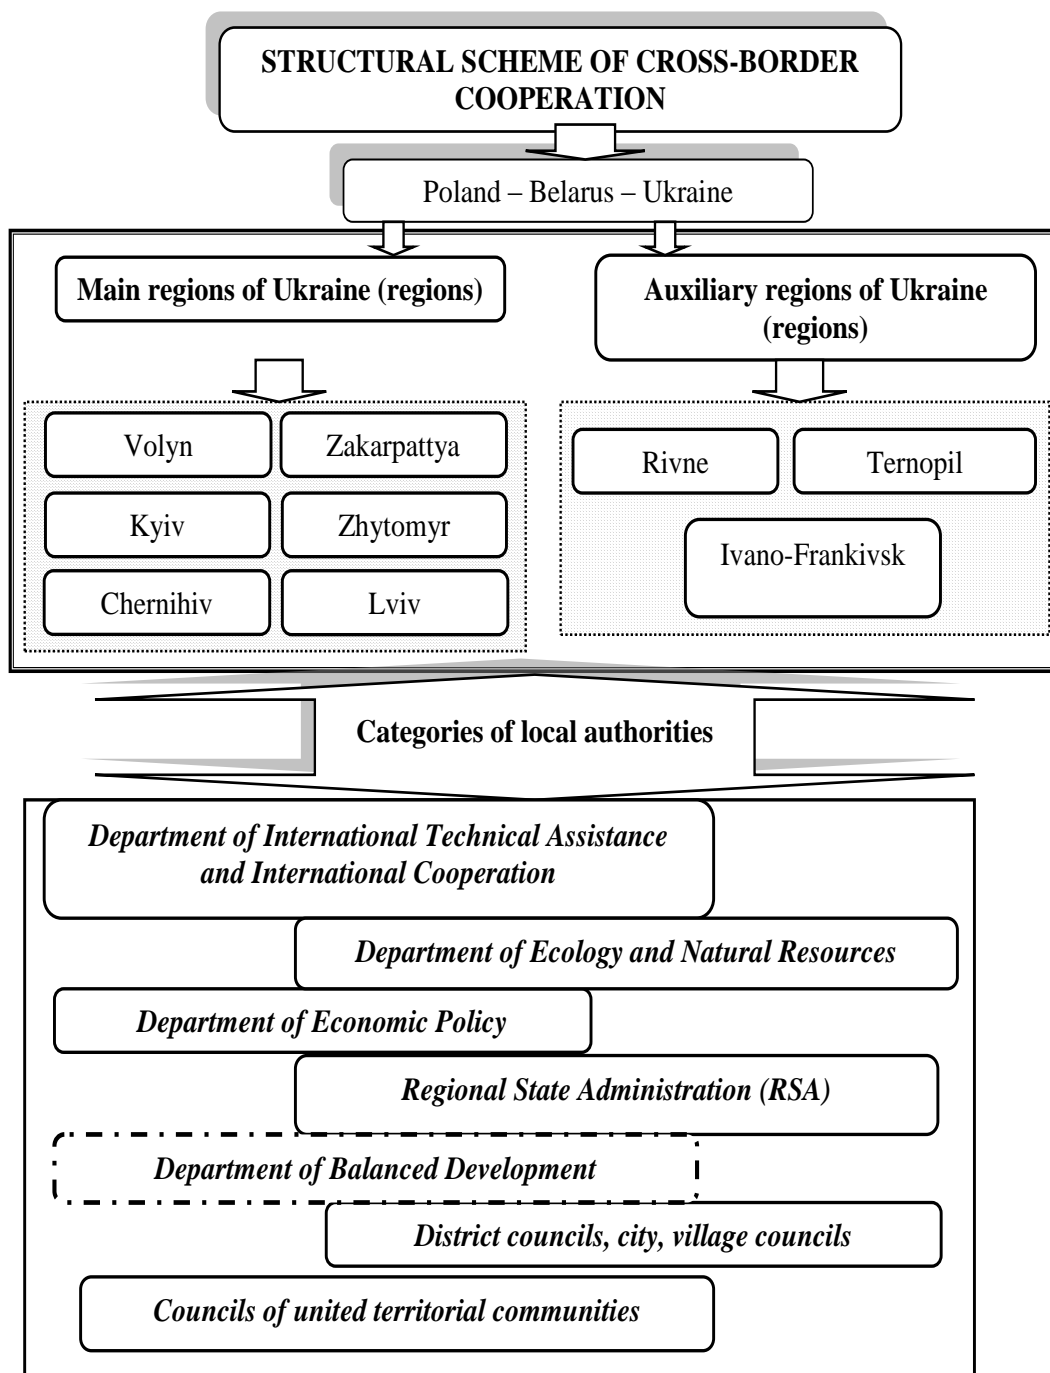 STRUCTURAL SCHEME OF CROSS-BORDER
COOPERATION
Poland – Belarus – Ukraine
Main regions of Ukraine (regions)
Auxiliary regions of Ukraine
(regions)
Volyn
Zakarpattya
Kyiv
Zhytomyr
Chernihiv
Lviv
Rivne
Ternopil
Ivano-Frankivsk
Categories of local authorities
Department of International Technical Assistance
and International Cooperation
Department of Ecology and Natural Resources
Department of Economic Policy
Regional State Administration (RSA)
Department of Balanced Development
District councils, city, village councils
Councils of united territorial communities